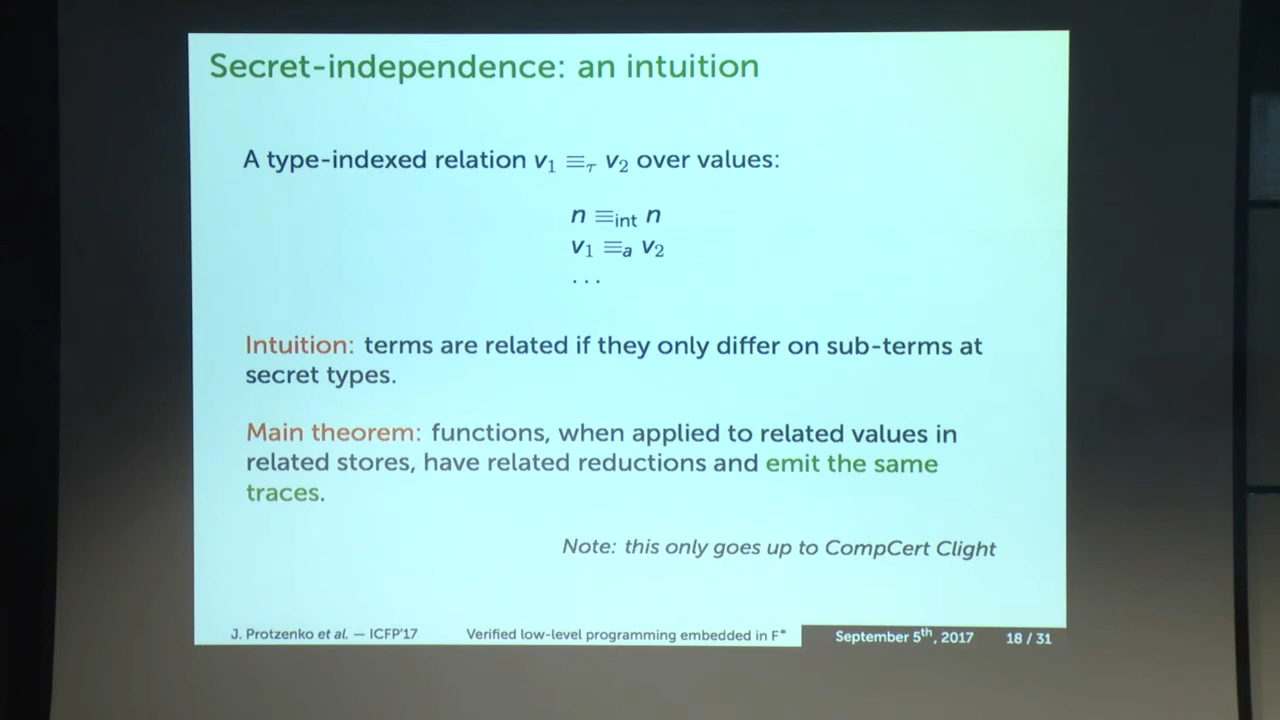 Secret-independence: an intuition
A type-indexed relation v₁ ≡τ v₂ over values:
n ≡int n
v₁ ≡a v₂
...
Intuition: terms are related if they only differ on sub-terms at
secret types.
Main theorem: functions, when applied to related values in
related stores, have related reductions and emit the same
traces.
Note: this only goes up to CompCert Clight
J. Protzenko et al. — ICFP'17 Verified low-level programming embedded in F* September 5th, 2017 18 / 31